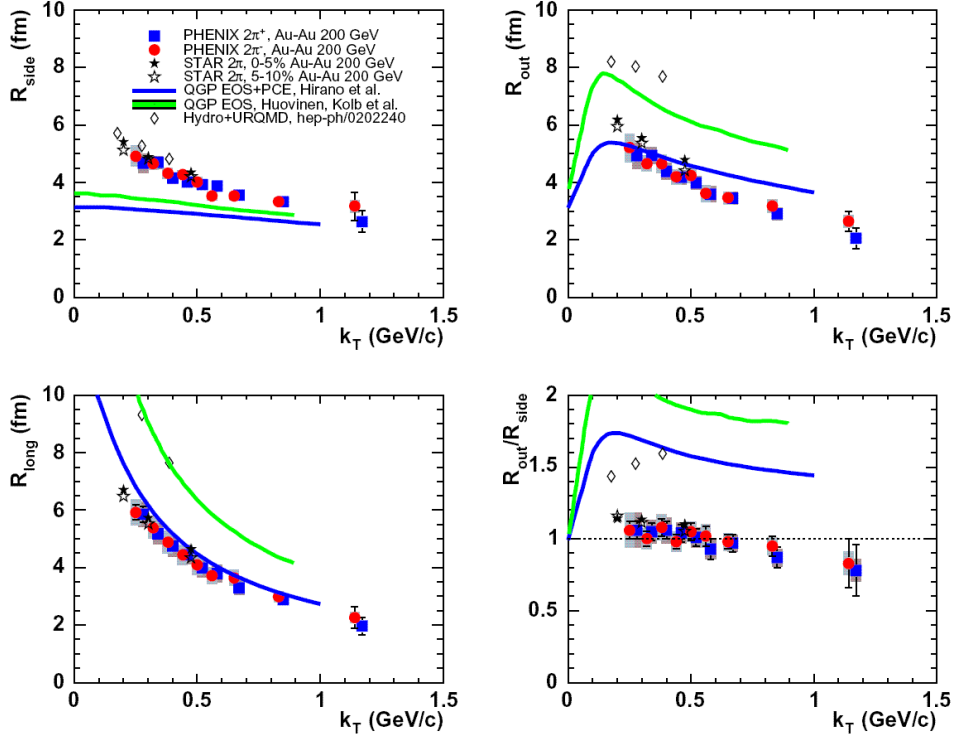 R_side (fm)
10
8
6
4
2
0
PHENIX 2π⁺, Au-Au 200 GeV
PHENIX 2π⁻, Au-Au 200 GeV
STAR 2π, 0-5% Au-Au 200 GeV
STAR 2π, 5-10% Au-Au 200 GeV
QGP EOS+PCE, Hirano et al.
QGP EOS, Huovinen, Kolb et al.
Hydro+URQMD, hep-ph/0202240
0 0.5 1 1.5
k_T (GeV/c)
R_out (fm)
10
8
6
4
2
0
0 0.5 1 1.5
k_T (GeV/c)
R_long (fm)
10
8
6
4
2
0
0 0.5 1 1.5
k_T (GeV/c)
R_out/R_side
2
1.5
1
0.5
0
0 0.5 1 1.5
k_T (GeV/c)